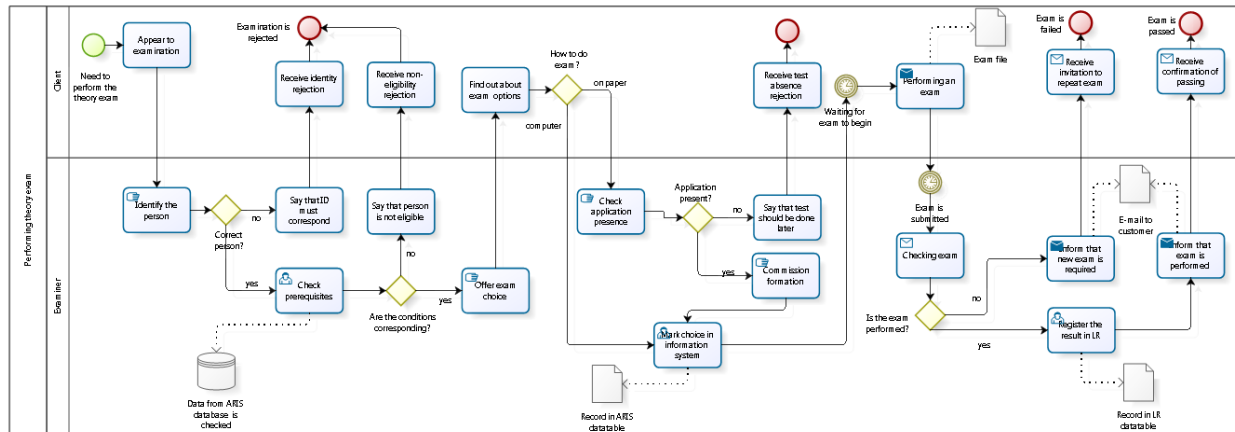 Performing theory exam
Client
Need to
perform the
theory exam
Appear to
examination
Examination is
rejected
Receive identity
rejection
Receive non-
eligibility
rejection
Find out about
exam options
How to do
exam?
on paper
computer
Receive test
absence
rejection
Waiting for
exam to begin
Performing an
exam
Exam file
Exam is
failed
Receive
invitation to
repeat exam
Exam is
passed
Receive
confirmation of
passing
Examiner
Identify the
person
Correct
person?
no
yes
Say that ID
must
correspond
Say that person
is not eligible
no
Check
prerequisites
Are the conditions
corresponding?
yes
Offer exam
choice
Data from ARIS
database is
checked
Check
application
presence
Application
present?
no
yes
Say that test
should be done
later
Commission
formation
Mark choice in
information
system
Record in ARIS
datatable
Exam is
submitted
Checking exam
Is the exam
performed?
no
yes
Inform that
new exam is
required
E-mail to
customer
Inform that
exam is
performed
Register the
result in LR
Record in LR
datatable